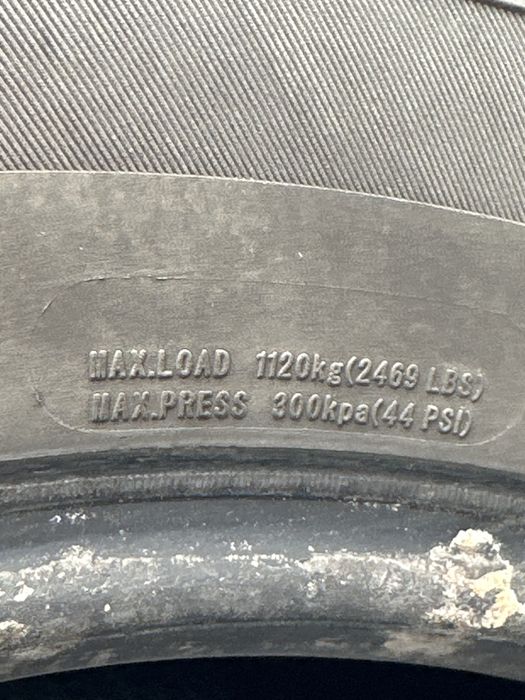 MAX.LOAD 1120kg(2469 LBS)
MAX.PRESS 300kpa(44 PSI)